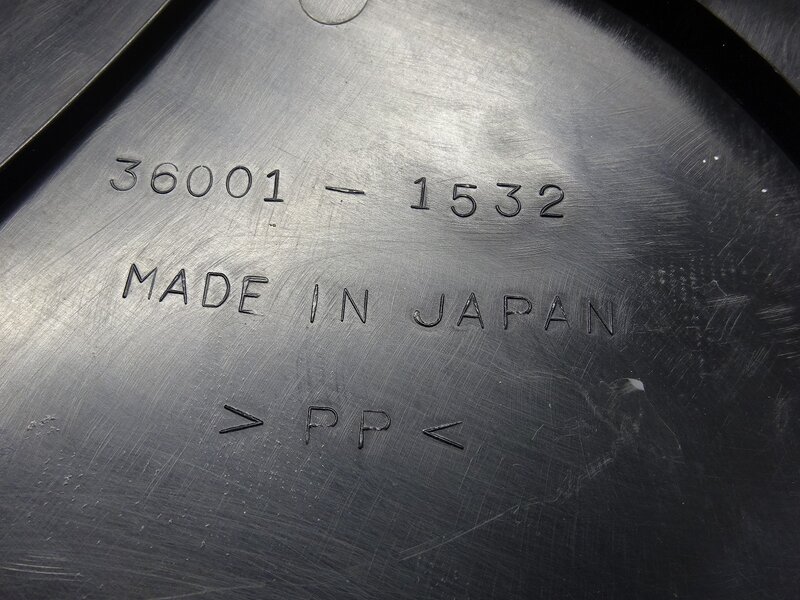 36001 - 1532
MADE IN JAPAN
> PP <